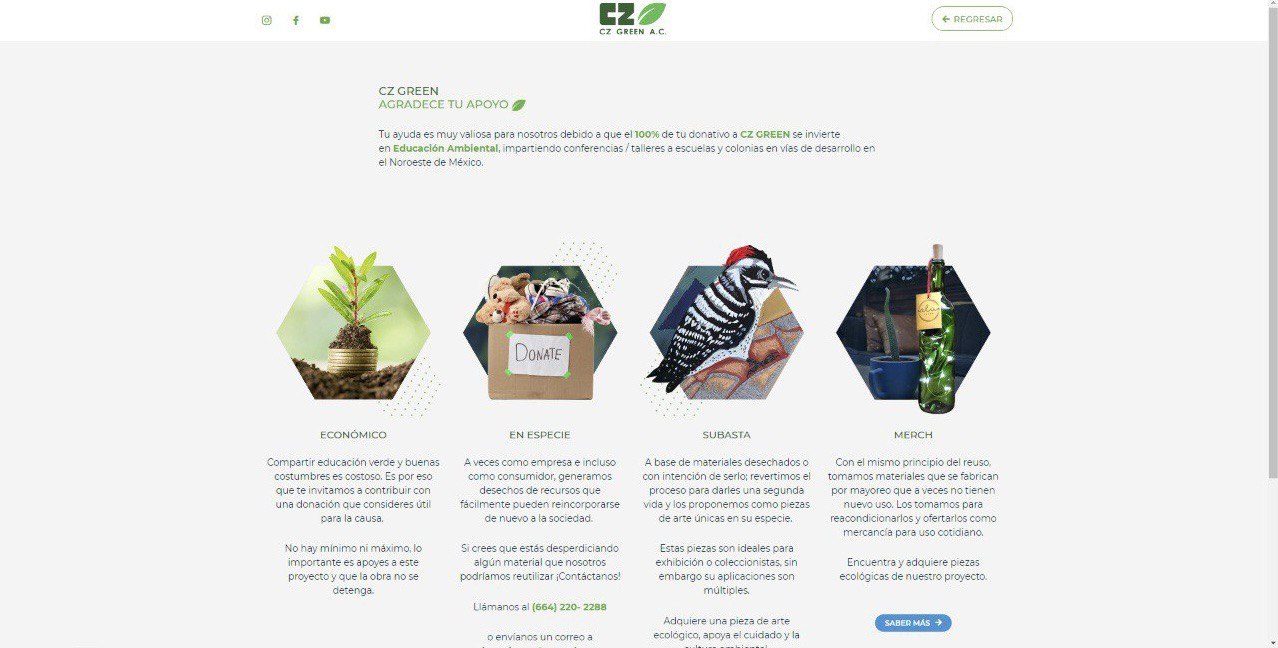 CZ
CZ GREEN A.C.
REGRESAR
CZ GREEN
AGRADECE TU APOYO
Tu ayuda es muy valiosa para nosotros debido a que el 100% de tu donativo a CZ GREEN se invierte
en Educación Ambiental, impartiendo conferencias / talleres a escuelas y colonias en vías de desarrollo en
el Noroeste de México.
DONATE
ECONÓMICO
Compartir educación verde y buenas
costumbres es costoso. Es por eso
que te invitamos a contribuir con
una donación que consideres útil
para la causa.
No hay mínimo ni máximo, lo
importante es apoyes a este
proyecto y que la obra no se
detenga.
EN ESPECIE
A veces como empresa e incluso
como consumidor, generamos
desechos de recursos que
fácilmente pueden reincorporarse
de nuevo a la sociedad.
Si crees que estás desperdiciando
algún material que nosotros
podríamos reutilizar ¡Contáctanos!
Llámanos al (664) 220- 2288
o envíanos un correo a
SUBASTA
A base de materiales desechados o
con intención de serlo; revertimos el
proceso para darles una segunda
vida y los proponemos como piezas
de arte únicas en su especie.
Estas piezas son ideales para
exhibición o coleccionistas, sin
embargo su aplicaciones son
múltiples.
Adquiere una pieza de arte
ecológico, apoya el cuidado y la
cultura ambiental
MERCH
Con el mismo principio del reuso,
tomamos materiales que se fabrican
por mayoreo que a veces no tienen
nuevo uso. Los tomamos para
reacondicionarlos y ofertarlos como
mercancía para uso cotidiano.
Encuentra y adquiere piezas
ecológicas de nuestro proyecto.
SABER MÁS